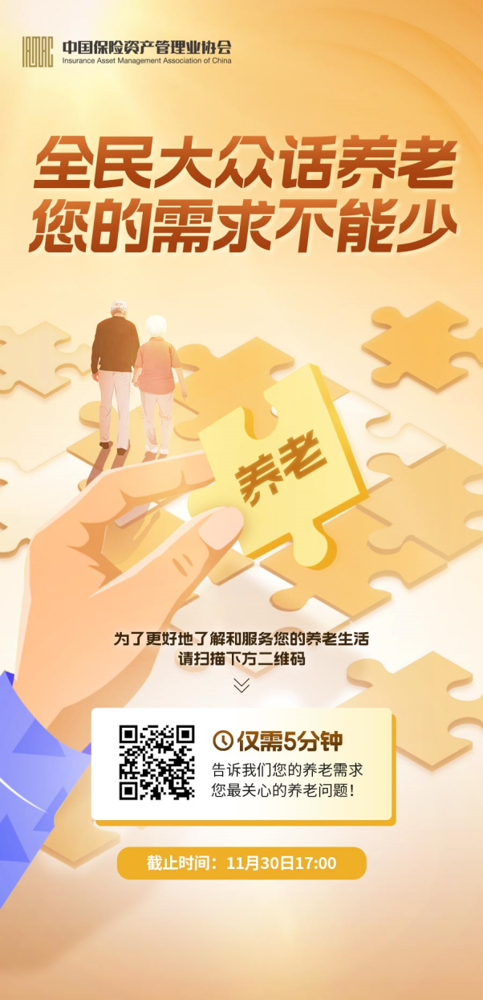 IAMAC
中国保险资产管理业协会
Insurance Asset Management Association of China
全民大众话养老
您的需求不能少
养老
为了更好地了解和服务您的养老生活
请扫描下方二维码
仅需5分钟
告诉我们您的养老需求
您最关心的养老问题！
截止时间：11月30日17:00